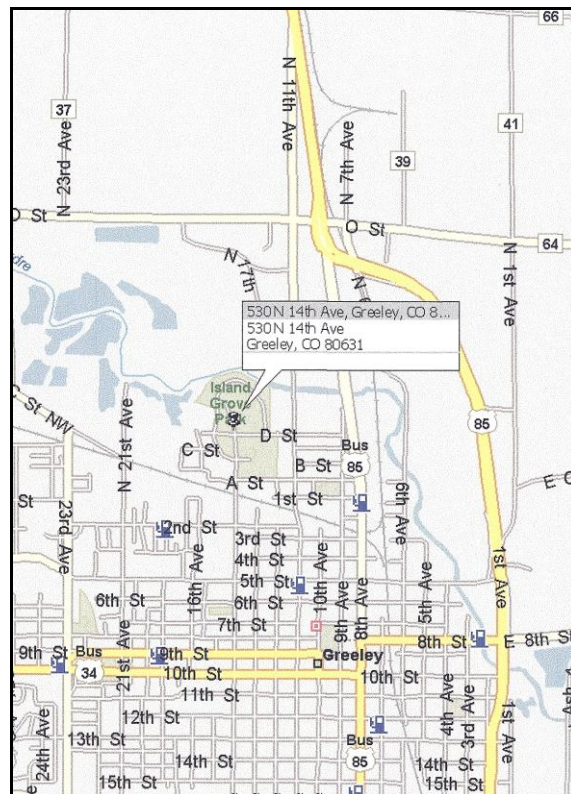 66
37
N 23rd Ave
N 11th Ave
N 7th Ave
39
41
O St
O St
N 1st Ave
64
N 17th
530 N 14th Ave, Greeley, CO 8...
530 N 14th Ave
Greeley, CO 80631
Island
Grove
Park
C St NW
N 21st Ave
D St
C St
Bus
85
85
B St
A St
1st St
E C
St
23rd Ave
2nd St
6th Ave
3rd St
4th St
5th St
16th Ave
10th Ave
1st Ave
6th St
6th St
7th St
9th Ave
8th Ave
5th Ave
9th St
Bus
34
21st Ave
9th St
8th St
E 8th St
Greeley
10th St
10th St
11th St
12th St
4th Ave
3rd Ave
1st Ave
24th Ave
13th St
Bus
85
14th St
14th St
15th St
15th St